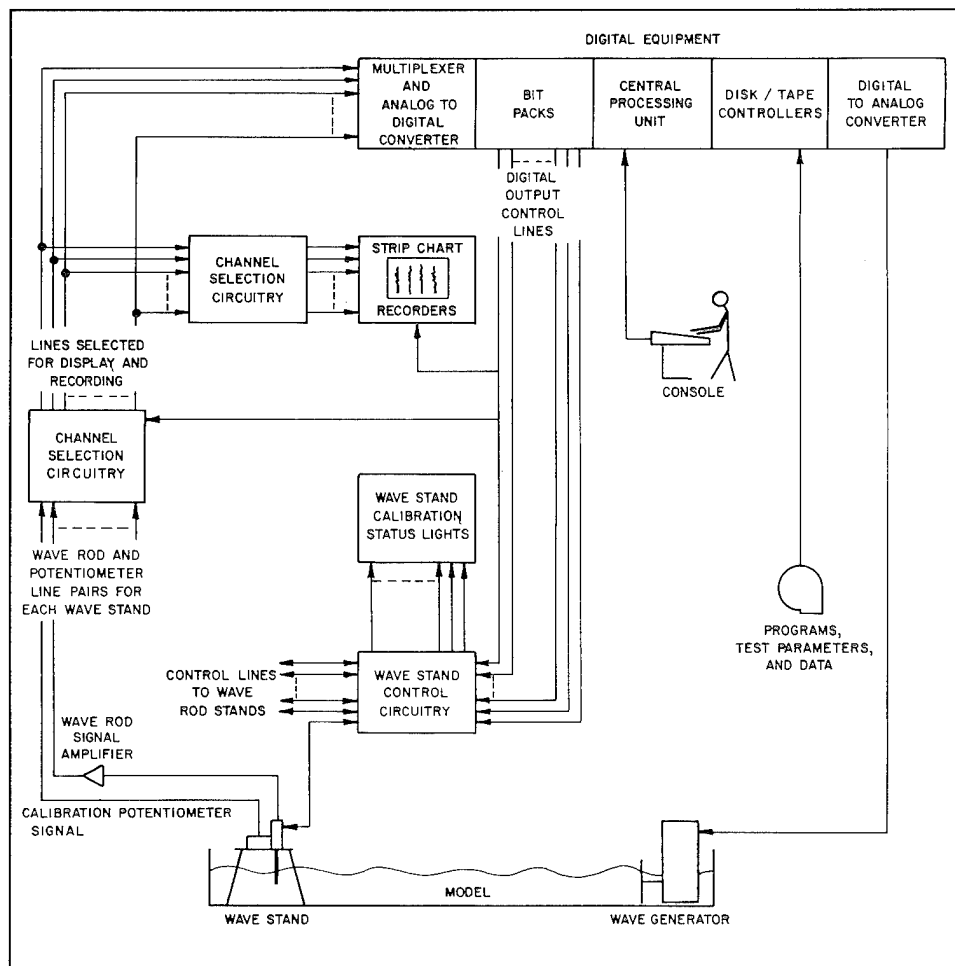 DIGITAL EQUIPMENT
MULTIPLEXER
AND
ANALOG TO
DIGITAL
CONVERTER
BIT
PACKS
CENTRAL
PROCESSING
UNIT
DISK / TAPE
CONTROLLERS
DIGITAL
TO ANALOG
CONVERTER
DIGITAL
OUTPUT
CONTROL
LINES
CHANNEL
SELECTION
CIRCUITRY
STRIP CHART
RECORDERS
LINES SELECTED
FOR DISPLAY AND
RECORDING
CONSOLE
CHANNEL
SELECTION
CIRCUITRY
WAVE STAND
CALIBRATION
STATUS LIGHTS
WAVE ROD AND
POTENTIOMETER
LINE PAIRS FOR
EACH WAVE STAND
PROGRAMS,
TEST PARAMETERS,
AND DATA
CONTROL LINES
TO WAVE
ROD STANDS
WAVE STAND
CONTROL
CIRCUITRY
WAVE ROD
SIGNAL
AMPLIFIER
CALIBRATION POTENTIOMETER
SIGNAL
MODEL
WAVE STAND
WAVE GENERATOR